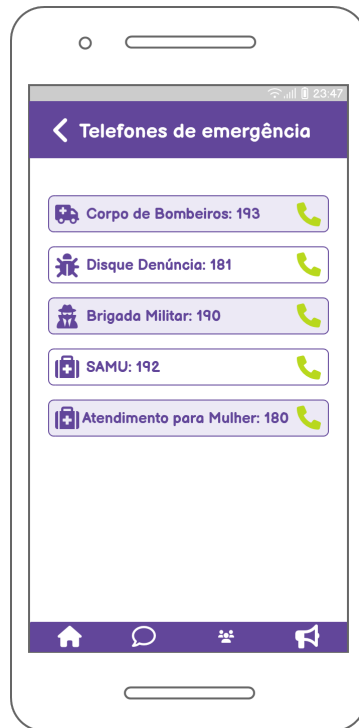 23:47
Telefones de emergência
Corpo de Bombeiros: 193
Disque Denúncia: 181
Brigada Militar: 190
SAMU: 192
Atendimento para Mulher: 180